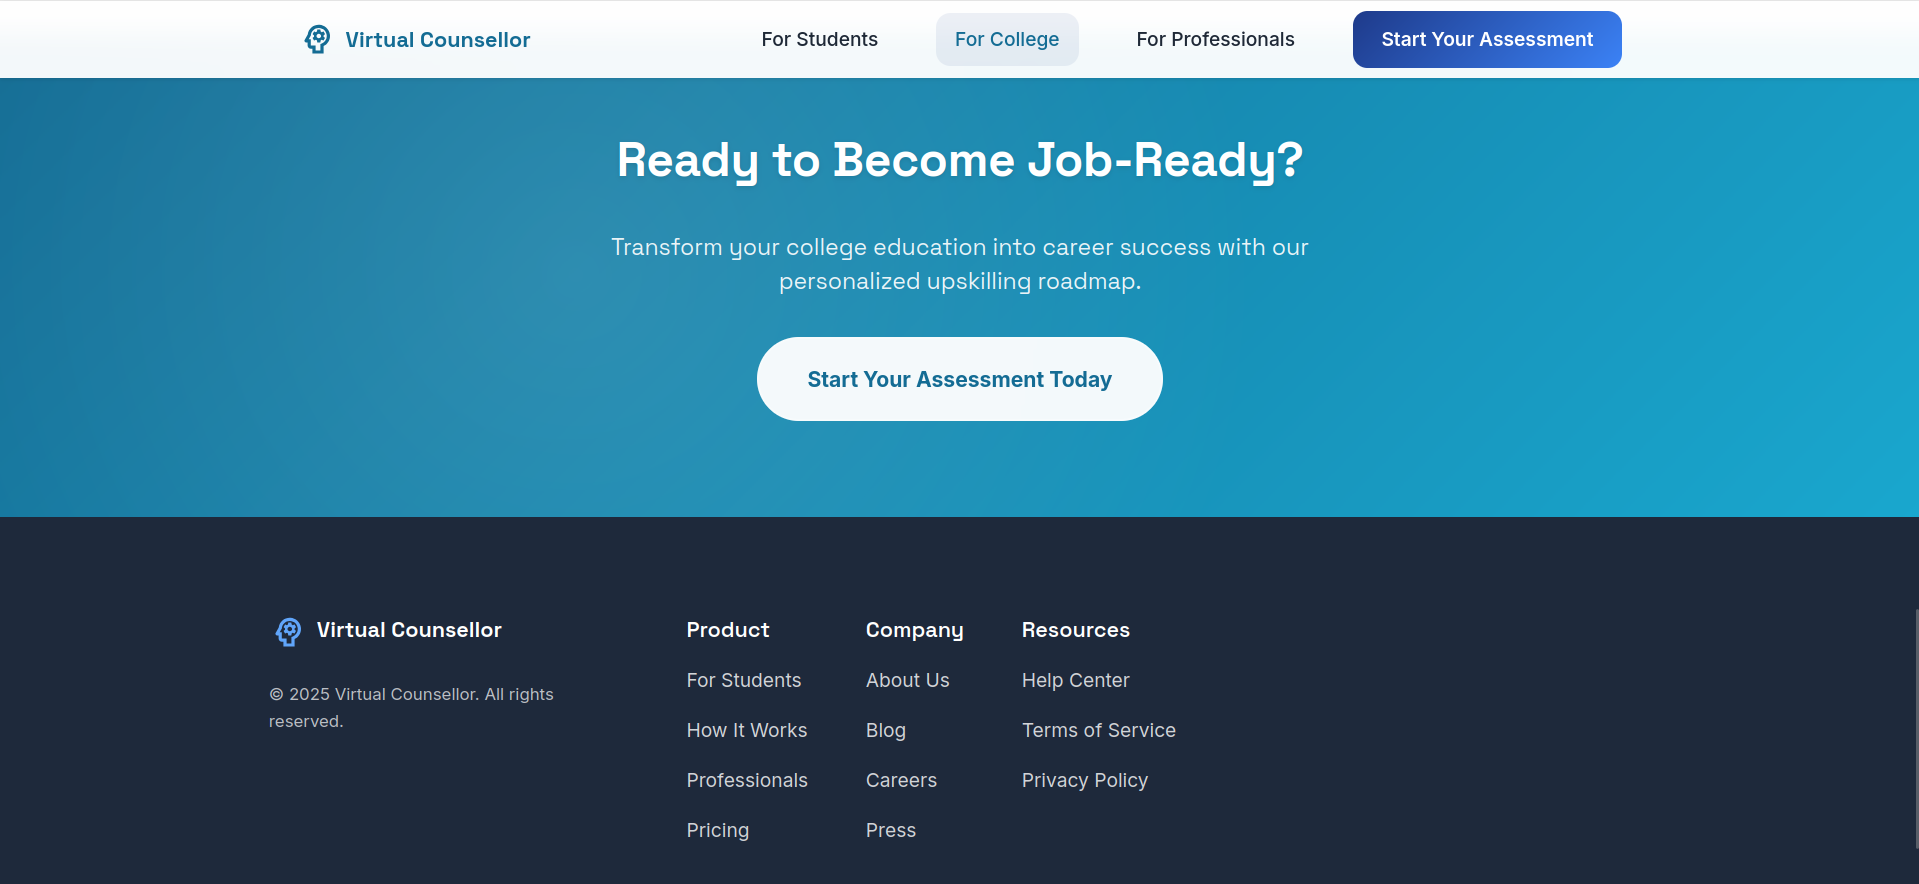 Virtual Counsellor
For Students
For College
For Professionals
Start Your Assessment
Ready to Become Job-Ready?
Transform your college education into career success with our
personalized upskilling roadmap.
Start Your Assessment Today
Virtual Counsellor
© 2025 Virtual Counsellor. All rights
reserved.
Product
For Students
How It Works
Professionals
Pricing
Company
About Us
Blog
Careers
Press
Resources
Help Center
Terms of Service
Privacy Policy